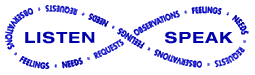 OBSERVATIONS • FEELINGS • NEEDS • REQUESTS
LISTEN
SPEAK
OBSERVATIONS • FEELINGS • NEEDS • REQUESTS